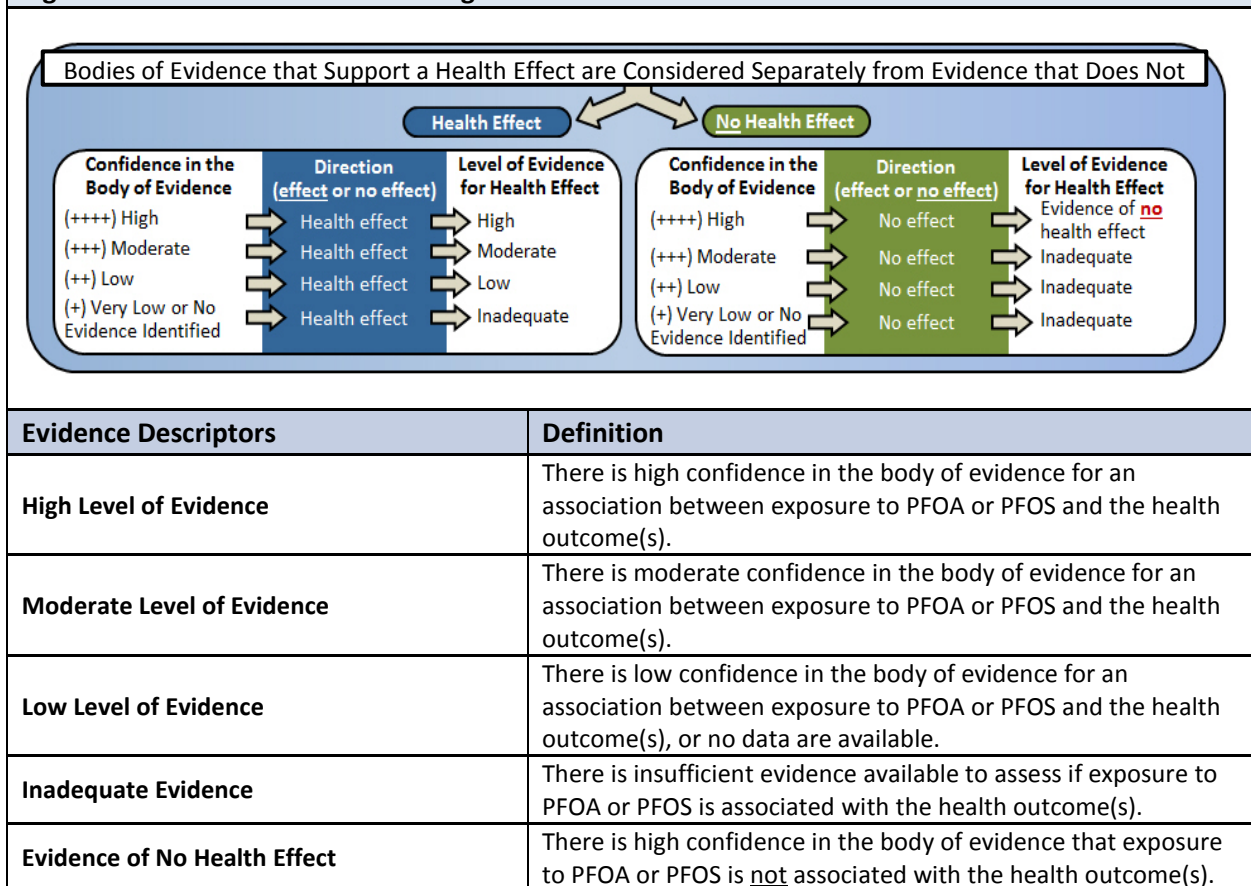 Bodies of Evidence that Support a Health Effect are Considered Separately from Evidence that Does Not
Health Effect
No Health Effect
Confidence in the
Body of Evidence
Direction
(effect or no effect)
Level of Evidence
for Health Effect
(++++) High
Health effect
High
(+++) Moderate
Health effect
Moderate
(++) Low
Health effect
Low
(+) Very Low or No
Evidence Identified
Health effect
Inadequate
Confidence in the
Body of Evidence
Direction
(effect or no effect)
Level of Evidence
for Health Effect
(++++) High
No effect
Evidence of no
health effect
(+++) Moderate
No effect
Inadequate
(++) Low
No effect
Inadequate
(+) Very Low or No
Evidence Identified
No effect
Inadequate
Evidence Descriptors
Definition
High Level of Evidence
There is high confidence in the body of evidence for an
association between exposure to PFOA or PFOS and the health
outcome(s).
Moderate Level of Evidence
There is moderate confidence in the body of evidence for an
association between exposure to PFOA or PFOS and the health
outcome(s).
Low Level of Evidence
There is low confidence in the body of evidence for an
association between exposure to PFOA or PFOS and the health
outcome(s), or no data are available.
Inadequate Evidence
There is insufficient evidence available to assess if exposure to
PFOA or PFOS is associated with the health outcome(s).
Evidence of No Health Effect
There is high confidence in the body of evidence that exposure
to PFOA or PFOS is not associated with the health outcome(s).